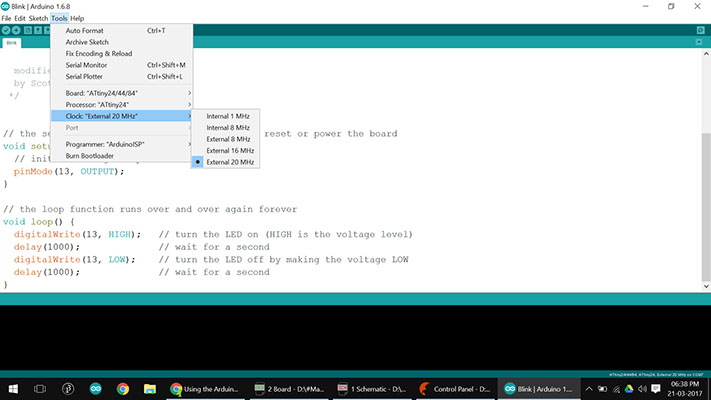 Blink | Arduino 1.6.8
File Edit Sketch Tools Help
Blink
Auto Format Ctrl+T
Archive Sketch
Fix Encoding & Reload
Serial Monitor Ctrl+Shift+M
Serial Plotter Ctrl+Shift+L
Board: "ATtiny24/44/84"
Processor: "ATtiny24"
Clock: "External 20 MHz"
Port
Programmer: "ArduinoISP"
Burn Bootloader
Internal 1 MHz
Internal 8 MHz
External 8 MHz
External 16 MHz
External 20 MHz
modifie
by Scot
*/
// the se reset or power the board
void setu
// init
pinMode(13, OUTPUT);
}
// the loop function runs over and over again forever
void loop() {
digitalWrite(13, HIGH); // turn the LED on (HIGH is the voltage level)
delay(1000); // wait for a second
digitalWrite(13, LOW); // turn the LED off by making the voltage LOW
delay(1000); // wait for a second
}
ATtiny24/44/84, ATtiny24, External 20 MHz on COM7
Using the Arduin...
2 Board - D:\#Ma...
1 Schematic - D:\...
Control Panel - D:...
Blink | Arduino 1....
06:38 PM
21-03-2017